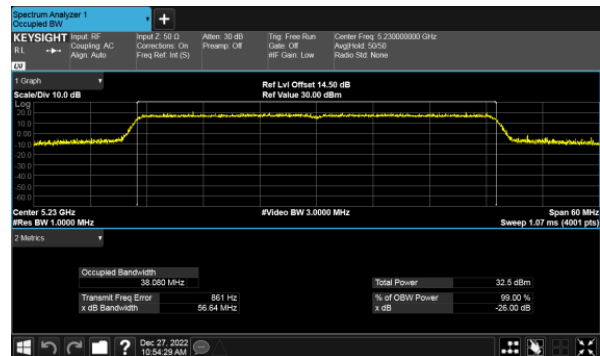 Spectrum Analyzer 1
Occupied BW
KEYSIGHT Input: RF Input Z: 50 Ω Atten: 30 dB Trig: Free Run Center Freq: 5.230000000 GHz
RL Coupling: AC Corrections: On Preamp: Off Gate: Off Avg|Hold: 50/50
Align: Auto Freq Ref: Int (S) #IF Gain: Low Radio Std: None
1 Graph
Ref Lvl Offset 14.50 dB
Scale/Div 10.0 dB Ref Value 30.00 dBm
Log
20.0
10.0
0.00
-10.0
-20.0
-30.0
-40.0
-50.0
-60.0
Center 5.23 GHz #Video BW 3.0000 MHz Span 60 MHz
#Res BW 1.0000 MHz Sweep 1.07 ms (4001 pts)
2 Metrics
Occupied Bandwidth
38.080 MHz Total Power 32.5 dBm
Transmit Freq Error 861 Hz % of OBW Power 99.00 %
x dB Bandwidth 56.64 MHz x dB -26.00 dB
? Dec 27, 2022
10:54:29 AM